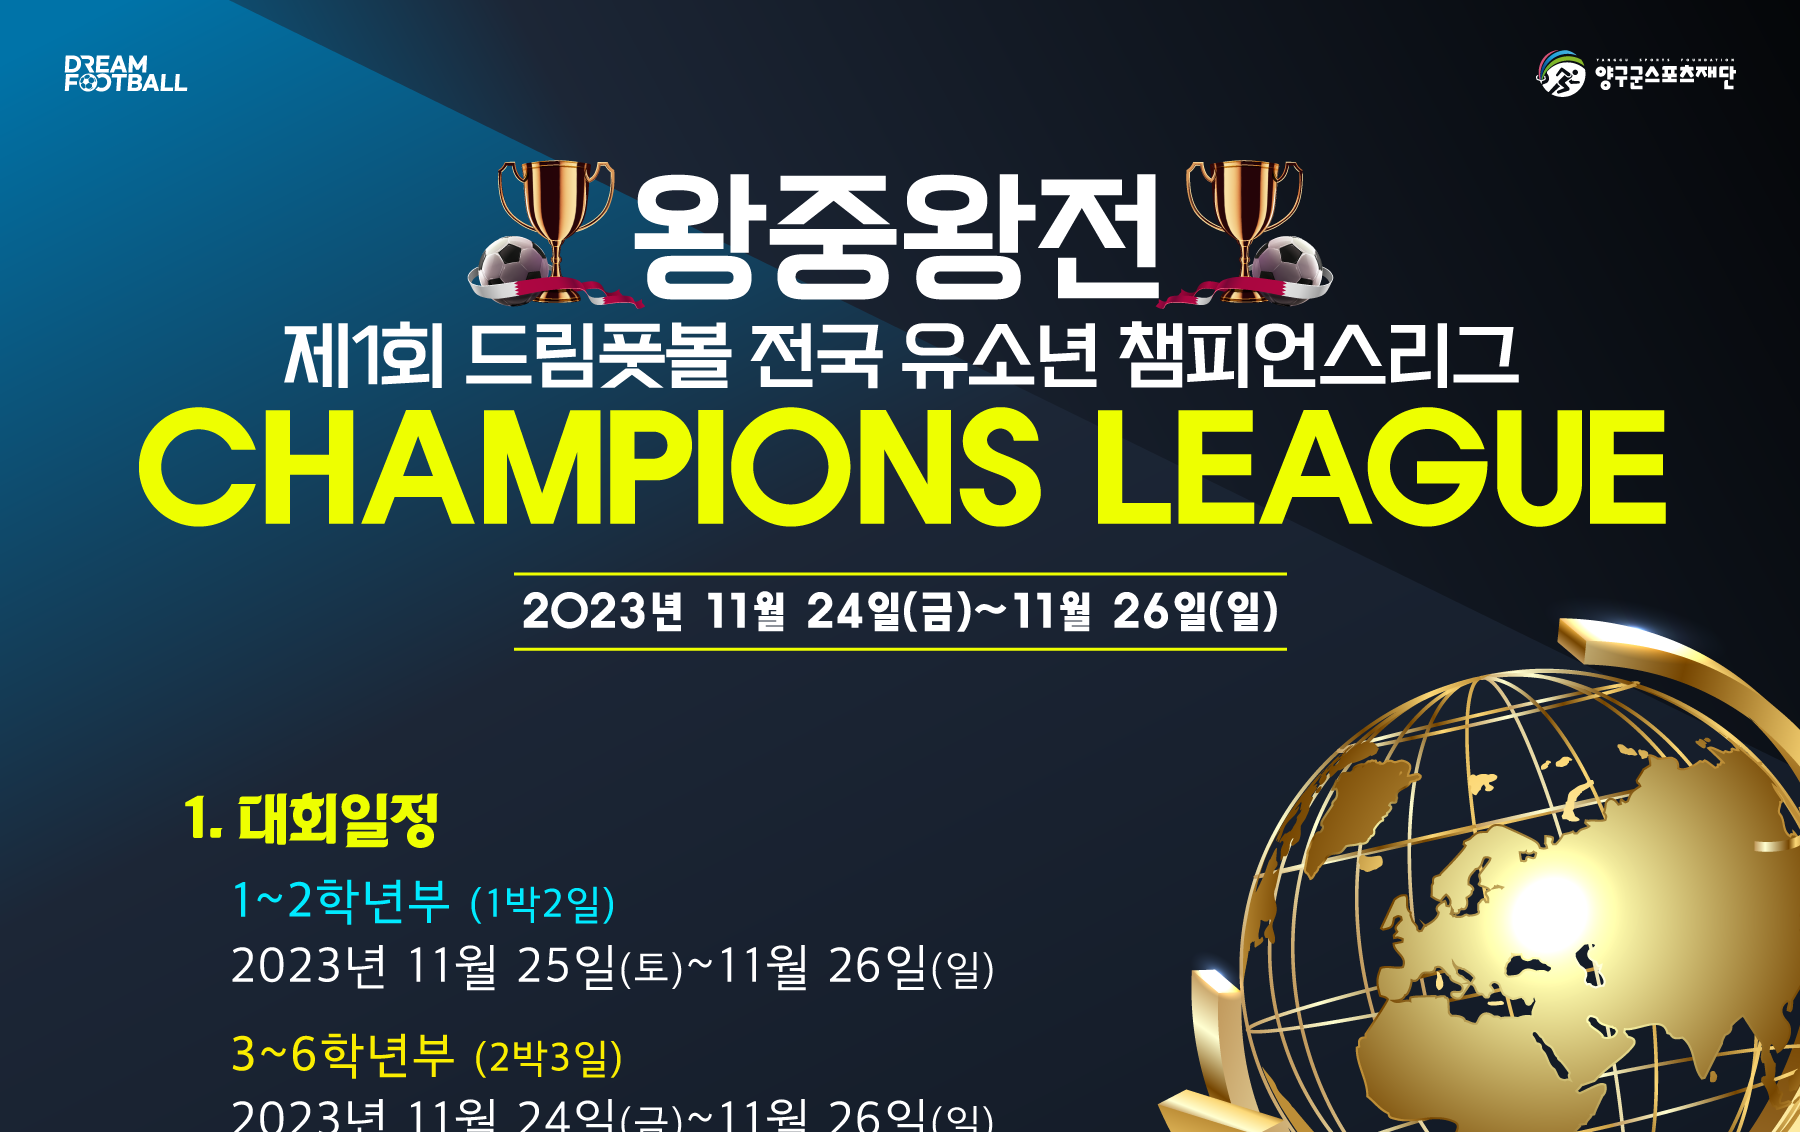 DREAM
FOOTBALL
YANGGU SPORTS FOUNDATION
양구군스포츠재단
왕중왕전
제1회 드림풋볼 전국 유소년 챔피언스리그
CHAMPIONS LEAGUE
2023년 11월 24일(금)~11월 26일(일)
1. 대회일정
1~2학년부 (1박2일)
2023년 11월 25일(토)~11월 26일(일)
3~6학년부 (2박3일)
2023년 11월 24일(금)~11월 26일(일)